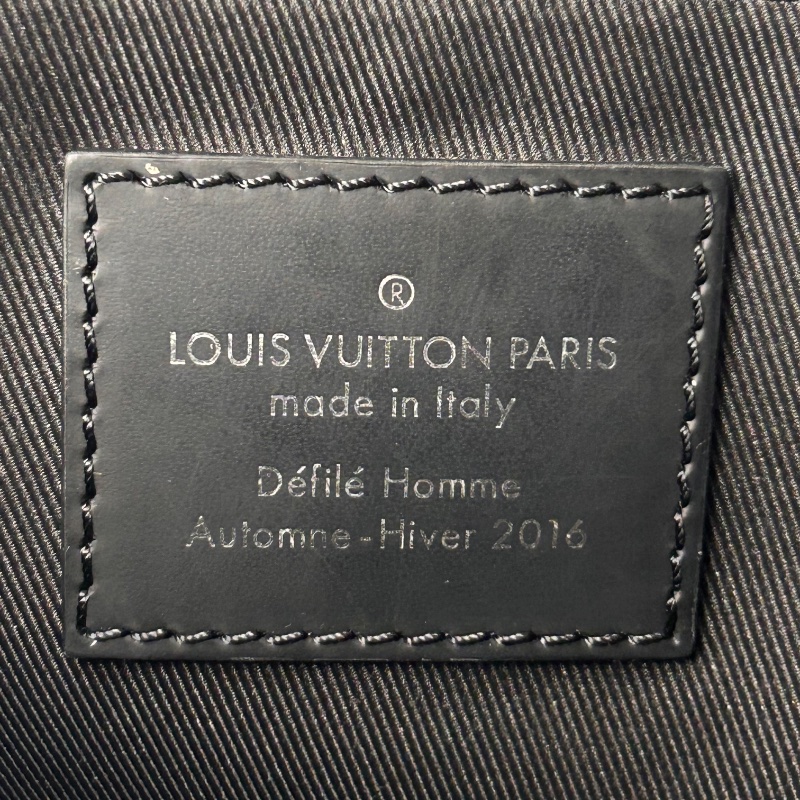 ®
LOUIS VUITTON PARIS
made in Italy
Défilé Homme
Automne-Hiver 2016